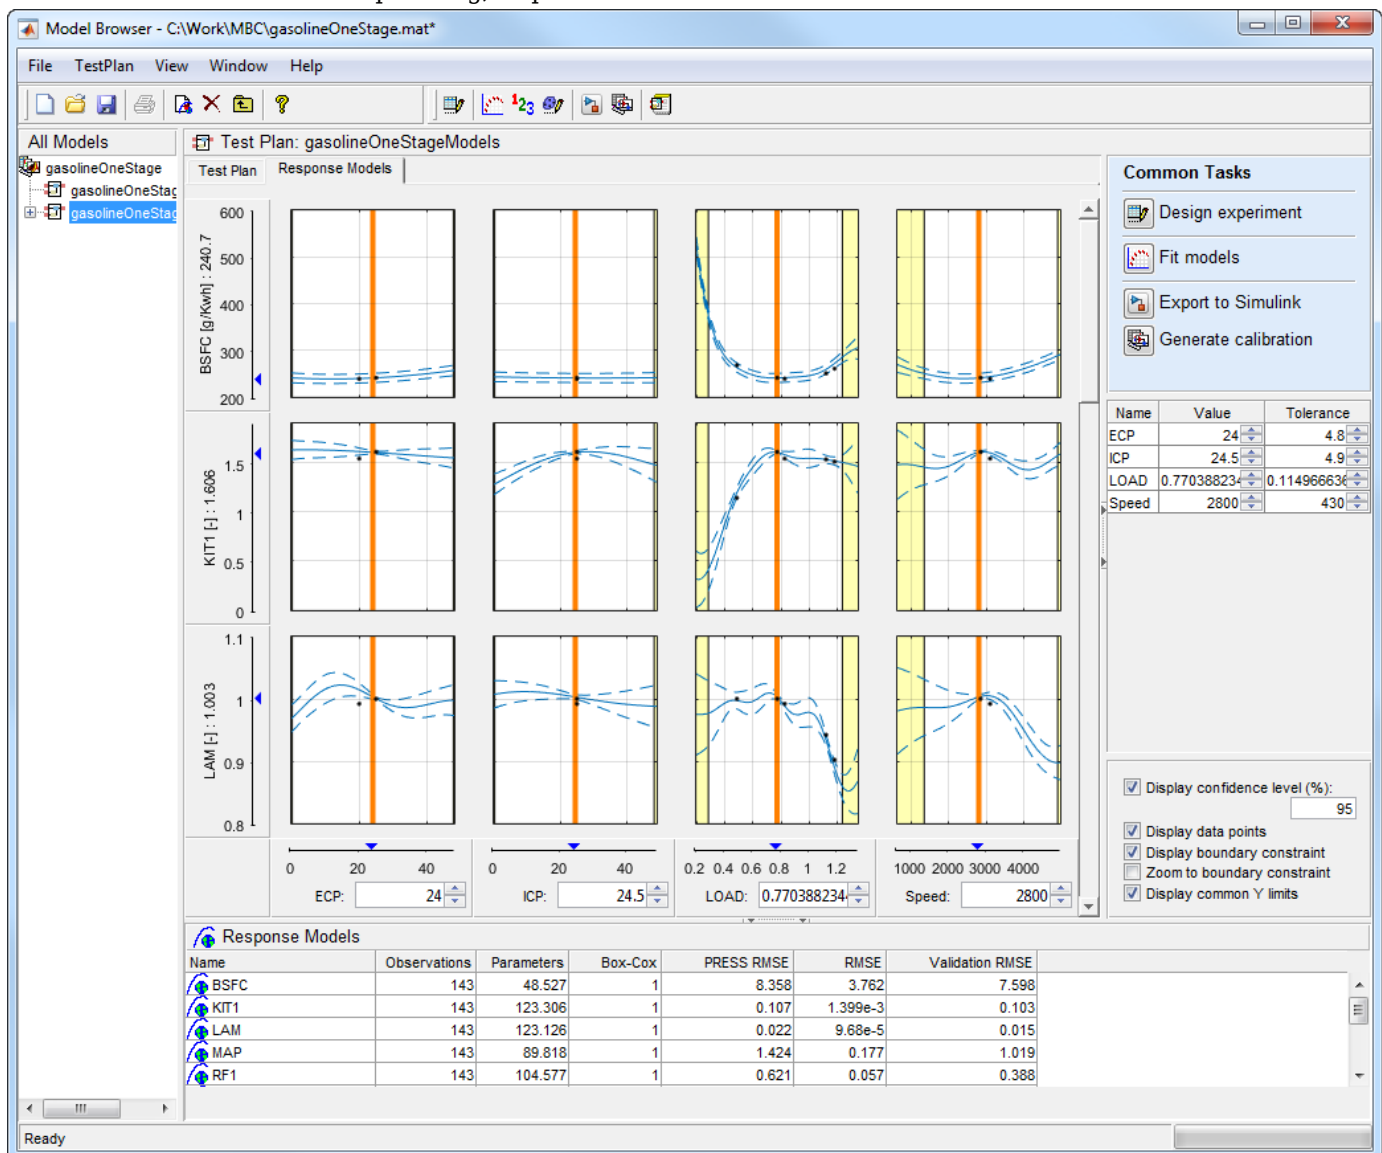 Model Browser - C:\Work\MBC\gasolineOneStage.mat*
File TestPlan View Window Help
All Models
gasolineOneStage
gasolineOneStag
gasolineOneStag
Test Plan: gasolineOneStageModels
Test Plan Response Models
BSFC [g/Kwh] : 240.7
600
500
400
300
200
KIT1 [-] : 1.606
1.5
1
0.5
0
LAM [-] : 1.003
1.1
1
0.9
0.8
0 20 40
0 20 40
0.2 0.4 0.6 0.8 1 1.2
1000 2000 3000 4000
ECP: 24
ICP: 24.5
LOAD: 0.770388234
Speed: 2800
Common Tasks
Design experiment
Fit models
Export to Simulink
Generate calibration
Name Value Tolerance
ECP 24 4.8
ICP 24.5 4.9
LOAD 0.77038823 0.11496663
Speed 2800 430
Display confidence level (%):
95
Display data points
Display boundary constraint
Zoom to boundary constraint
Display common Y limits
Response Models
Name Observations Parameters Box-Cox PRESS RMSE RMSE Validation RMSE
BSFC 143 48.527 1 8.358 3.762 7.598
KIT1 143 123.306 1 0.107 1.399e-3 0.103
LAM 143 123.126 1 0.022 9.68e-5 0.015
MAP 143 89.818 1 1.424 0.177 1.019
RF1 143 104.577 1 0.621 0.057 0.388
Ready